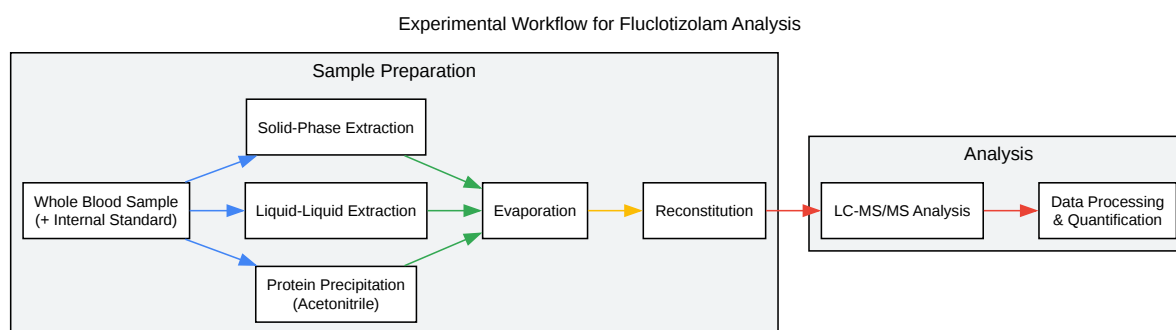 Experimental Workflow for Fluclotizolam Analysis
Sample Preparation
Solid-Phase Extraction
Whole Blood Sample
(+ Internal Standard)
Liquid-Liquid Extraction
Protein Precipitation
(Acetonitrile)
Evaporation
Reconstitution
Analysis
LC-MS/MS Analysis
Data Processing
& Quantification